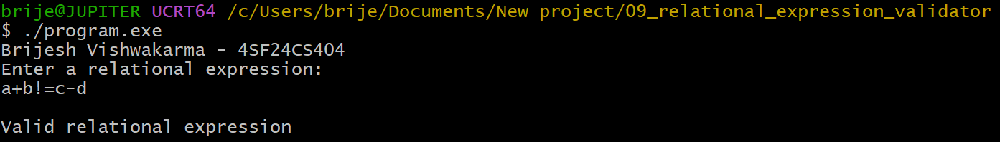 brije@JUPITER UCRT64 /c/Users/brije/Documents/New project/09_relational_expression_validator
$ ./program.exe
Brijesh Vishwakarma - 4SF24CS404
Enter a relational expression:
a+b!=c-d
Valid relational expression